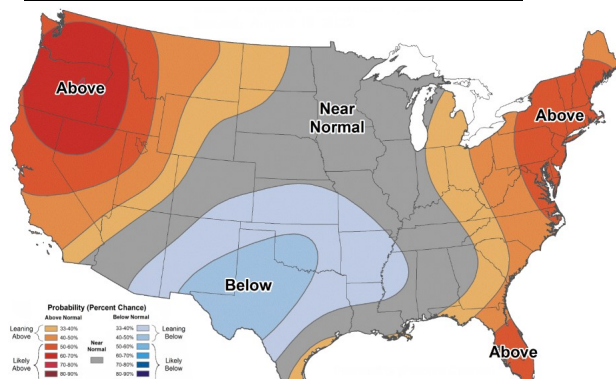 Above
Near
Normal
Above
Below
Above
Probability (Percent Chance)
Above Normal
Below Normal
Leaning
Above
33-40%
40-50%
Likely
Above
50-60%
60-70%
70-80%
80-90%
Near
Normal
33-40%
40-50%
Leaning
Below
50-60%
60-70%
70-80%
80-90%
Likely
Below